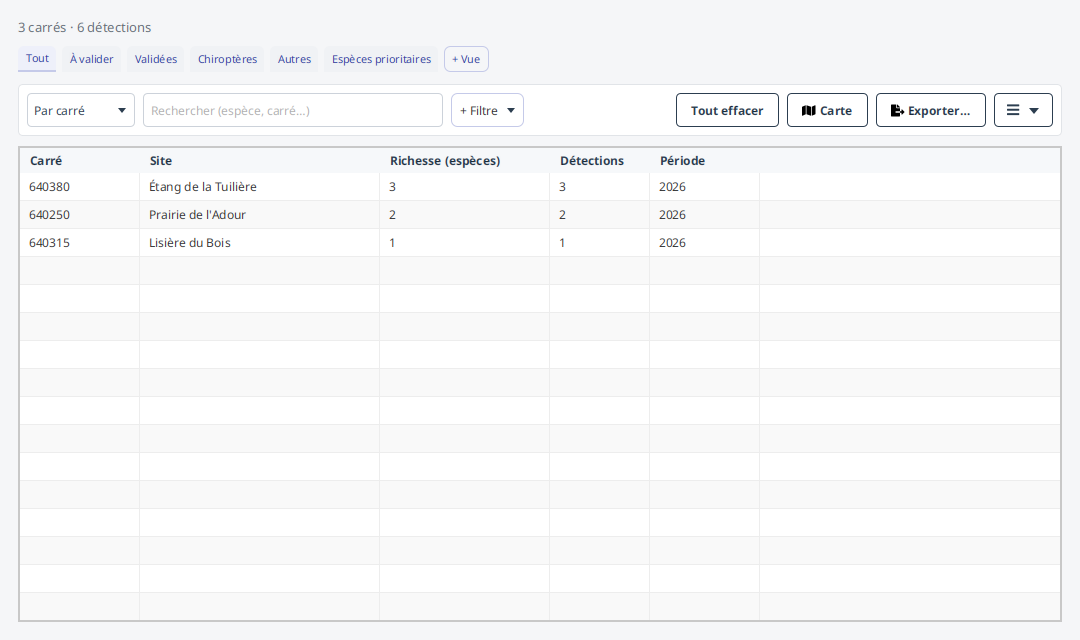 3 carrés · 6 détections
Tout À valider Validées Chiroptères Autres Espèces prioritaires + Vue
Par carré Rechercher (espèce, carré...) + Filtre Tout effacer Carte Exporter...
Carré Site Richesse (espèces) Détections Période
640380 Étang de la Tuilière 3 3 2026
640250 Prairie de l'Adour 2 2 2026
640315 Lisière du Bois 1 1 2026